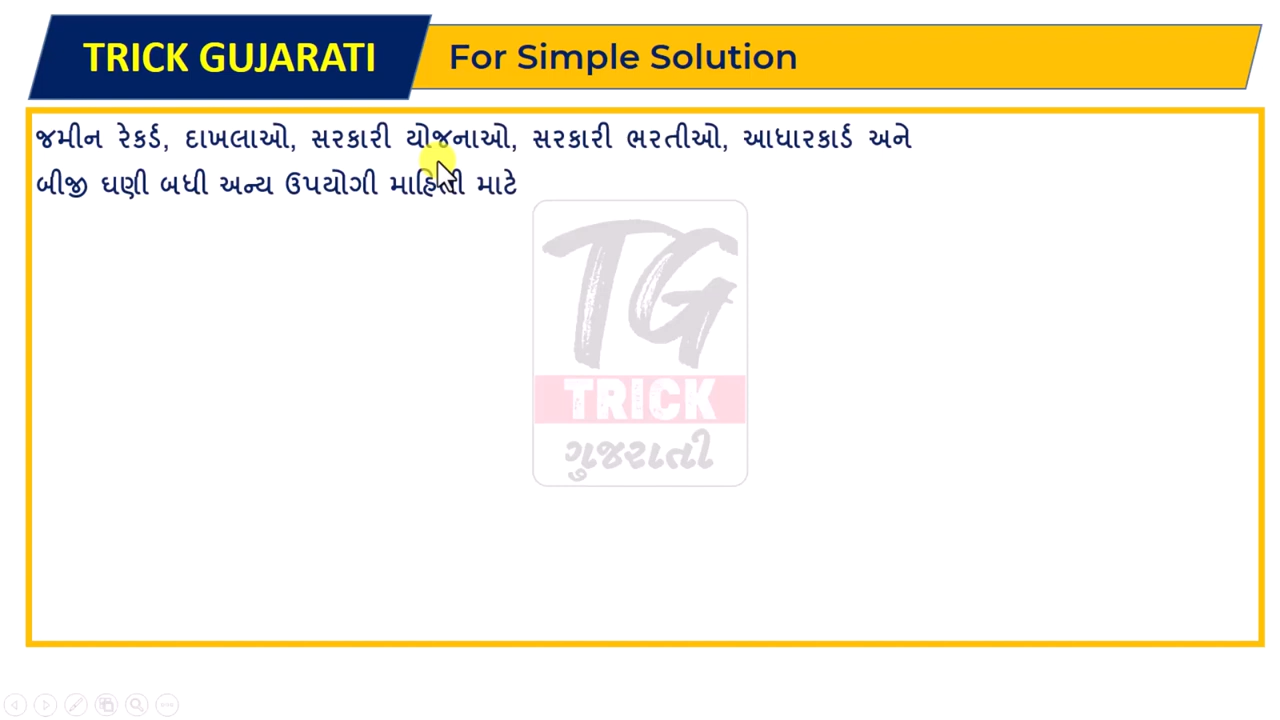 TRICK GUJARATI
For Simple Solution
જમીન રેકર્ડ, દાખલાઓ, સરકારી યોજનાઓ, સરકારી ભરતીઓ, આધારકાર્ડ અને
બીજી ઘણી બધી અન્ય ઉપયોગી માહિતી માટે
TG
TRICK
ગુજરાતી